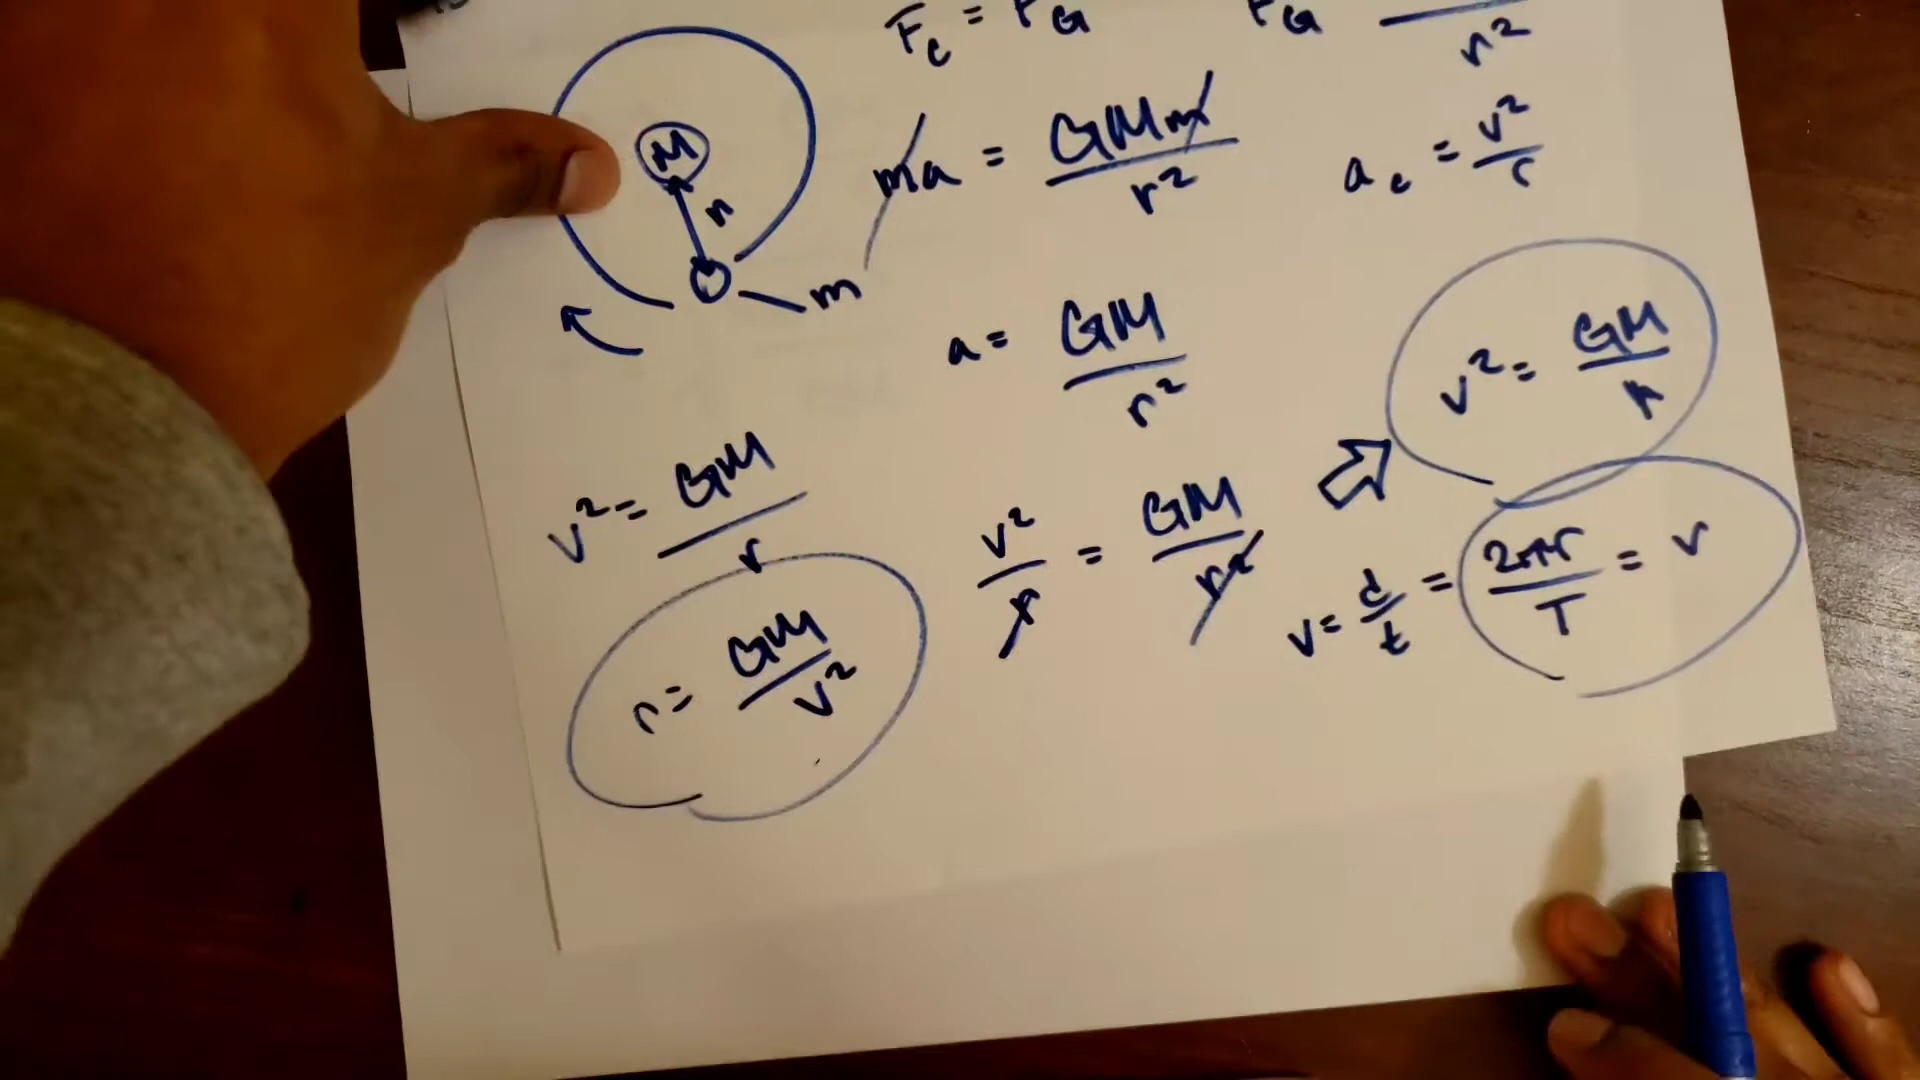 F_c = F_G
F_G
r²
M
r
m
ma = GMm / r²
a_c = v² / r
a = GM / r²
v² = GM / r
v² = GM / r
r = GM / v²
v² / r = GM / r²
v = d / t = 2πr / T = v